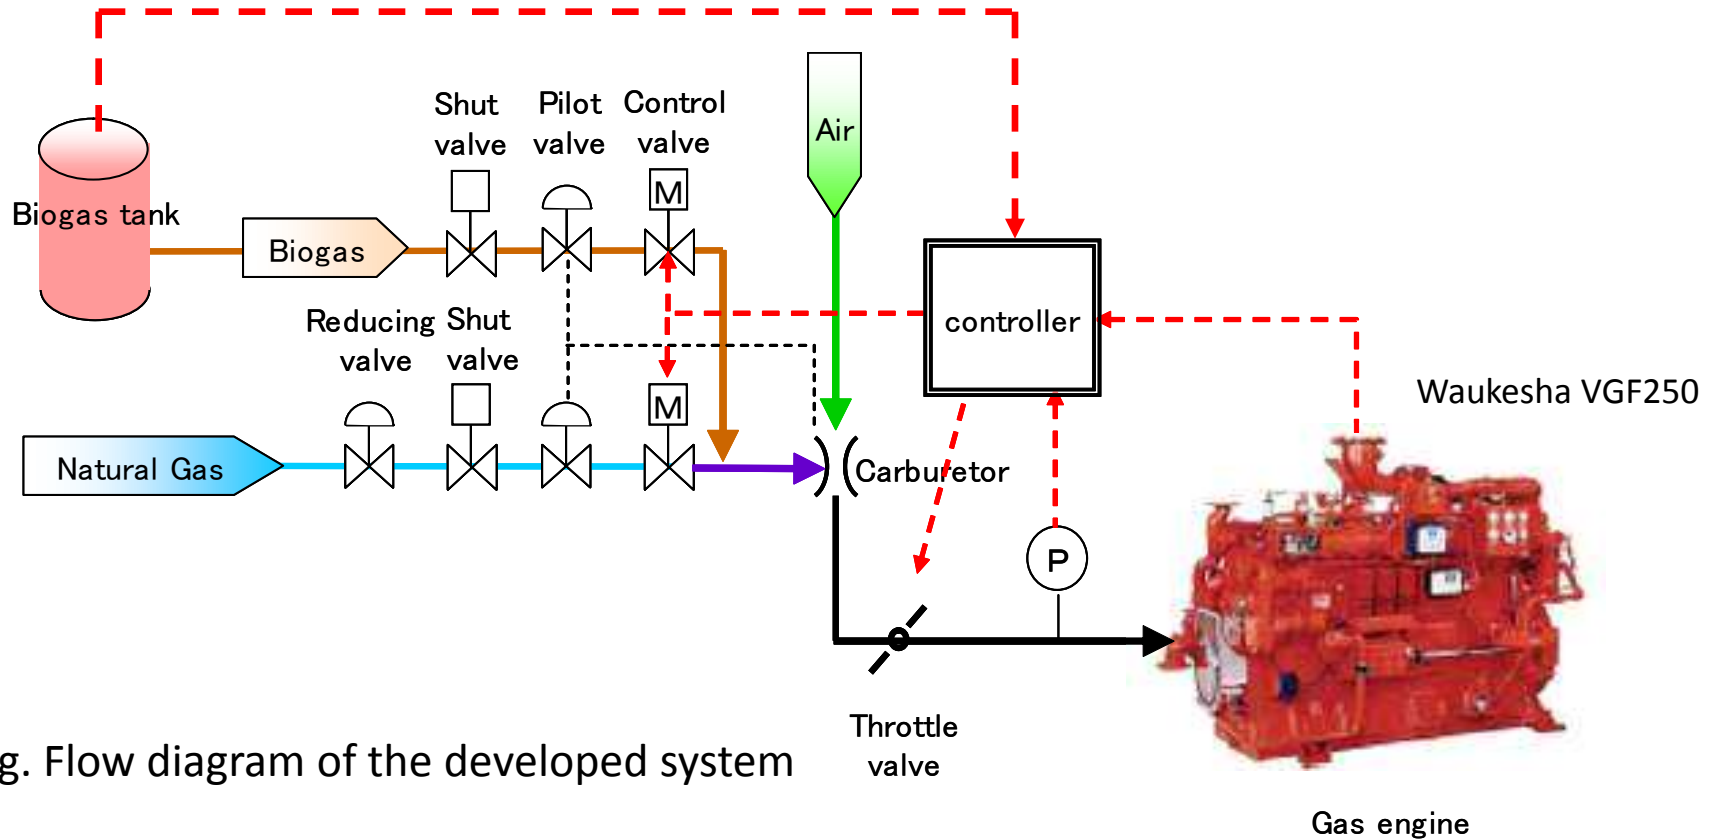 Shut
valve
Pilot
valve
Control
valve
M
Air
Biogas tank
Biogas
Reducing
valve
Shut
valve
M
controller
Waukesha VGF250
Natural Gas
Carburetor
P
Throttle
valve
g. Flow diagram of the developed system
Gas engine